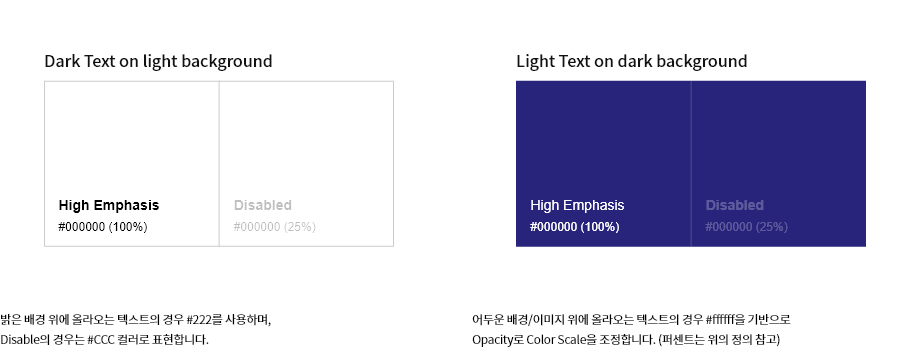 Dark Text on light background
High Emphasis
#000000 (100%)
Disabled
#000000 (25%)
밝은 배경 위에 올라오는 텍스트의 경우 #222를 사용하며,
Disable의 경우는 #CCC 컬러로 표현합니다.
Light Text on dark background
High Emphasis
#000000 (100%)
Disabled
#000000 (25%)
어두운 배경/이미지 위에 올라오는 텍스트의 경우 #ffffff을 기반으로
Opacity로 Color Scale을 조정합니다. (퍼센트는 위의 정의 참고)